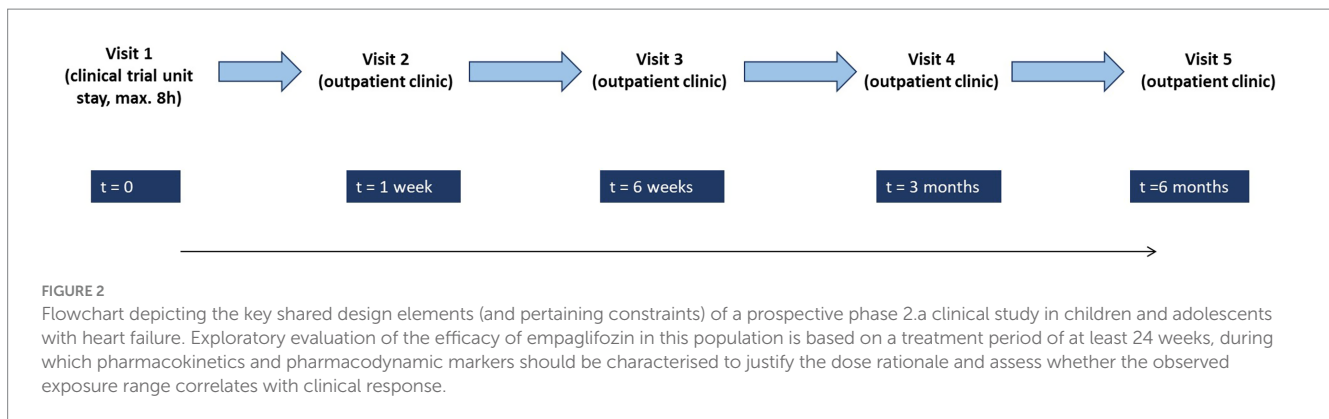 Visit 1
(clinical trial unit
stay, max. 8h)
Visit 2
(outpatient clinic)
Visit 3
(outpatient clinic)
Visit 4
(outpatient clinic)
Visit 5
(outpatient clinic)
t = 0
t = 1 week
t = 6 weeks
t = 3 months
t =6 months
FIGURE 2
Flowchart depicting the key shared design elements (and pertaining constraints) of a prospective phase 2.a clinical study in children and adolescents
with heart failure. Exploratory evaluation of the efficacy of empaglifozin in this population is based on a treatment period of at least 24 weeks, during
which pharmacokinetics and pharmacodynamic markers should be characterised to justify the dose rationale and assess whether the observed
exposure range correlates with clinical response.